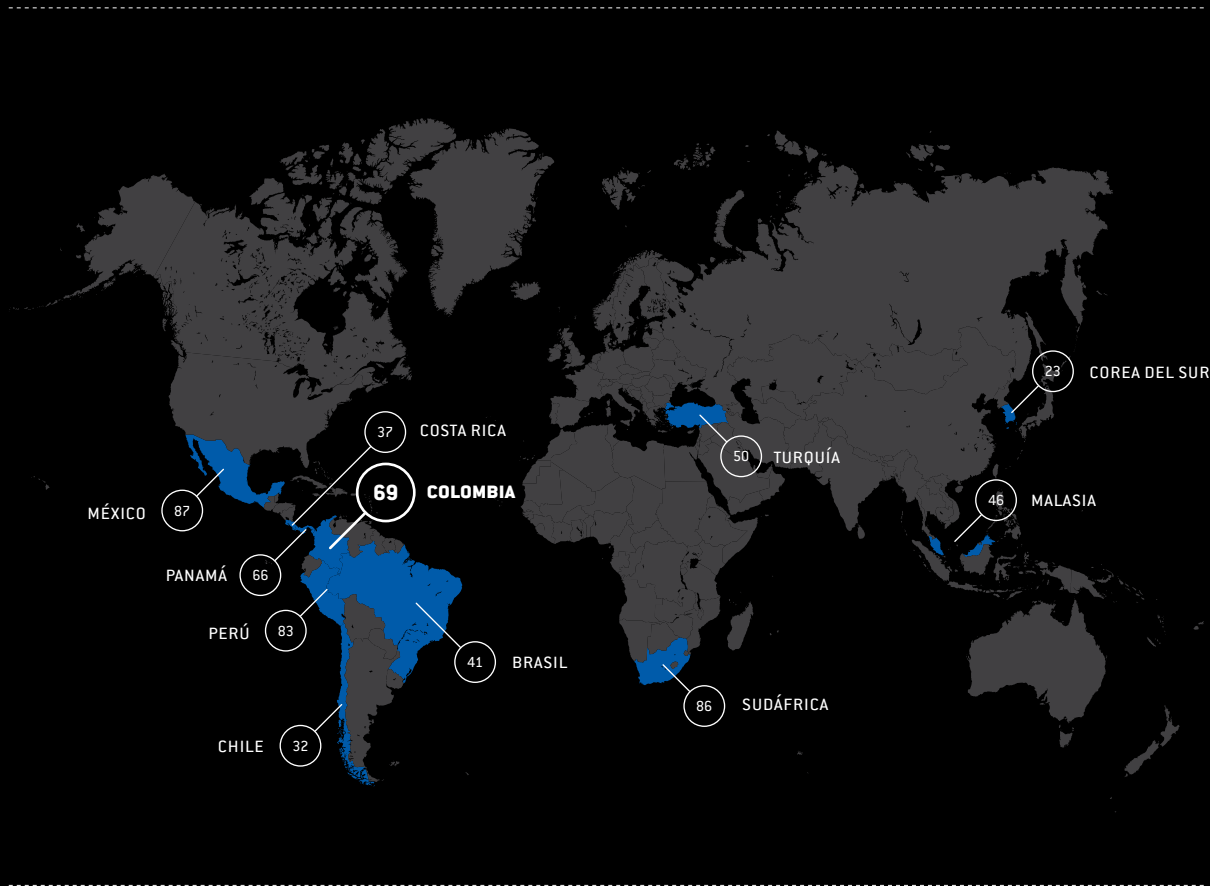 23 COREA DEL SUR
37 COSTA RICA
50 TURQUÍA
69 COLOMBIA
46 MALASIA
MÉXICO 87
PANAMÁ 66
PERÚ 83
41 BRASIL
86 SUDÁFRICA
CHILE 32